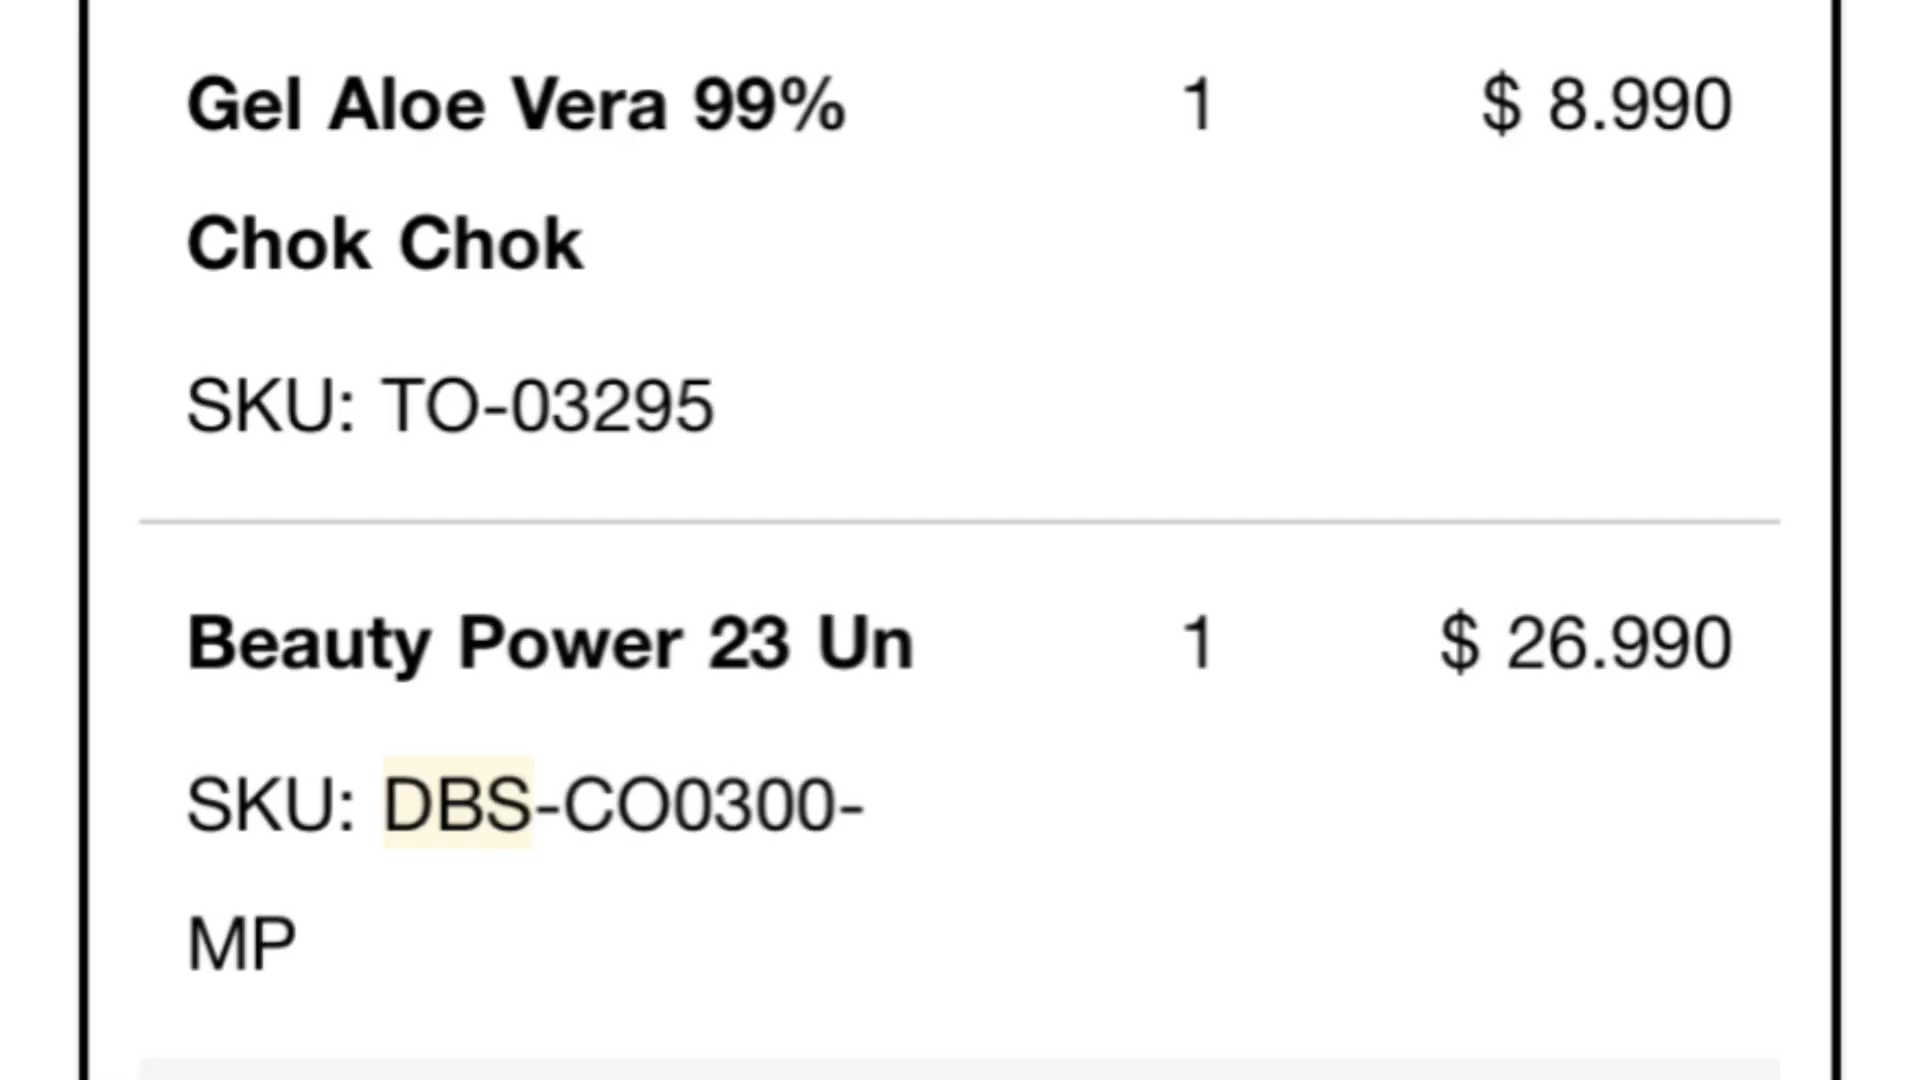 Gel Aloe Vera 99% 1 $ 8.990
Chok Chok
SKU: TO-03295
Beauty Power 23 Un 1 $ 26.990
SKU: DBS-CO0300-
MP